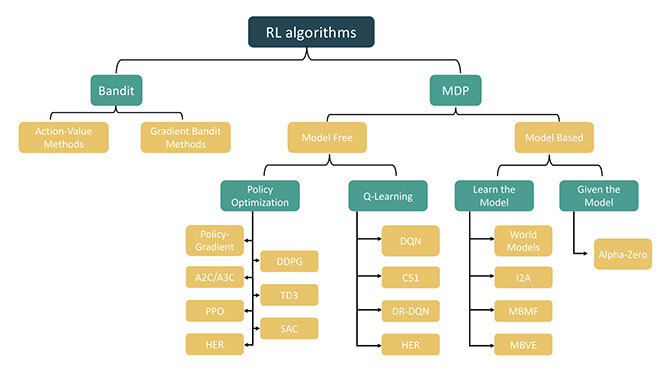 RL algorithms
Bandit
MDP
Action-Value
Methods
Gradient Bandit
Methods
Model Free
Model Based
Policy
Optimization
Q-Learning
Learn the
Model
Given the
Model
Policy-
Gradient
DDPG
A2C/A3C
TD3
PPO
SAC
HER
DQN
C51
DR-DQN
HER
World
Models
I2A
MBMF
MBVE
Alpha-Zero